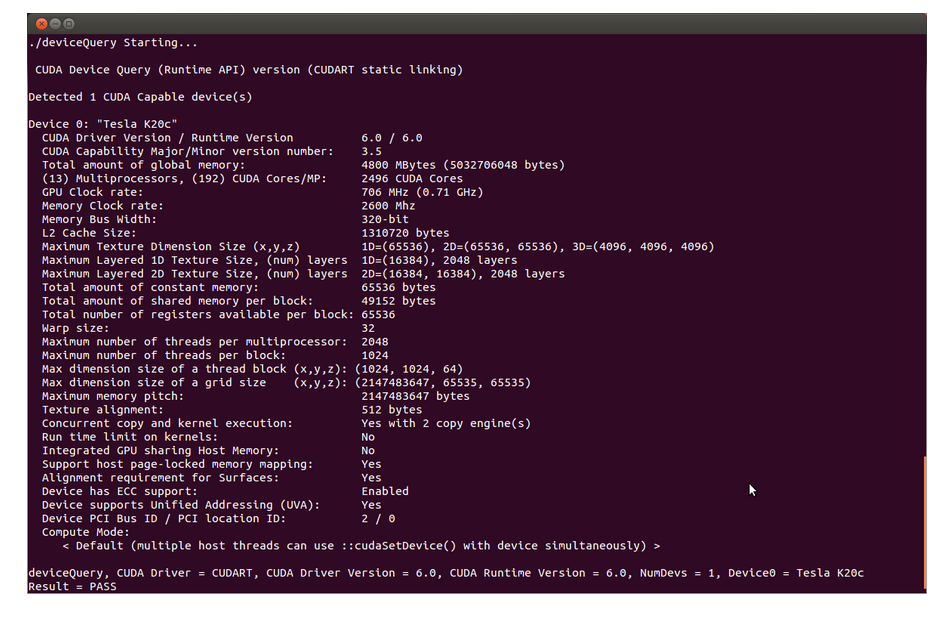 ./deviceQuery Starting...
CUDA Device Query (Runtime API) version (CUDART static linking)
Detected 1 CUDA Capable device(s)
Device 0: "Tesla K20c"
CUDA Driver Version / Runtime Version 6.0 / 6.0
CUDA Capability Major/Minor version number: 3.5
Total amount of global memory: 4800 MBytes (5032706048 bytes)
(13) Multiprocessors, (192) CUDA Cores/MP: 2496 CUDA Cores
GPU Clock rate: 706 MHz (0.71 GHz)
Memory Clock rate: 2600 Mhz
Memory Bus Width: 320-bit
L2 Cache Size: 1310720 bytes
Maximum Texture Dimension Size (x,y,z) 1D=(65536), 2D=(65536, 65536), 3D=(4096, 4096, 4096)
Maximum Layered 1D Texture Size, (num) layers 1D=(16384), 2048 layers
Maximum Layered 2D Texture Size, (num) layers 2D=(16384, 16384), 2048 layers
Total amount of constant memory: 65536 bytes
Total amount of shared memory per block: 49152 bytes
Total number of registers available per block: 65536
Warp size: 32
Maximum number of threads per multiprocessor: 2048
Maximum number of threads per block: 1024
Max dimension size of a thread block (x,y,z): (1024, 1024, 64)
Max dimension size of a grid size (x,y,z): (2147483647, 65535, 65535)
Maximum memory pitch: 2147483647 bytes
Texture alignment: 512 bytes
Concurrent copy and kernel execution: Yes with 2 copy engine(s)
Run time limit on kernels: No
Integrated GPU sharing Host Memory: No
Support host page-locked memory mapping: Yes
Alignment requirement for Surfaces: Yes
Device has ECC support: Enabled
Device supports Unified Addressing (UVA): Yes
Device PCI Bus ID / PCI location ID: 2 / 0
Compute Mode:
< Default (multiple host threads can use ::cudaSetDevice() with device simultaneously) >
deviceQuery, CUDA Driver = CUDART, CUDA Driver Version = 6.0, CUDA Runtime Version = 6.0, NumDevs = 1, Device0 = Tesla K20c
Result = PASS